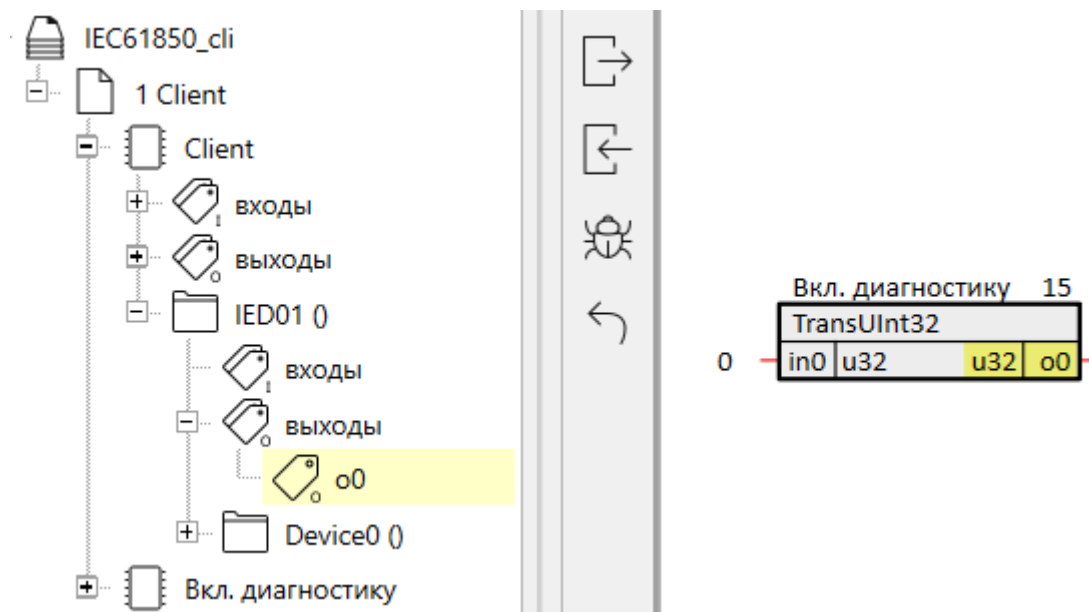 IEC61850_cli
1 Client
Client
входы
выходы
IED01 ()
входы
выходы
o0
Device0 ()
Вкл. диагностику
Вкл. диагностику 15
TransUInt32
0 in0 u32 u32 o0